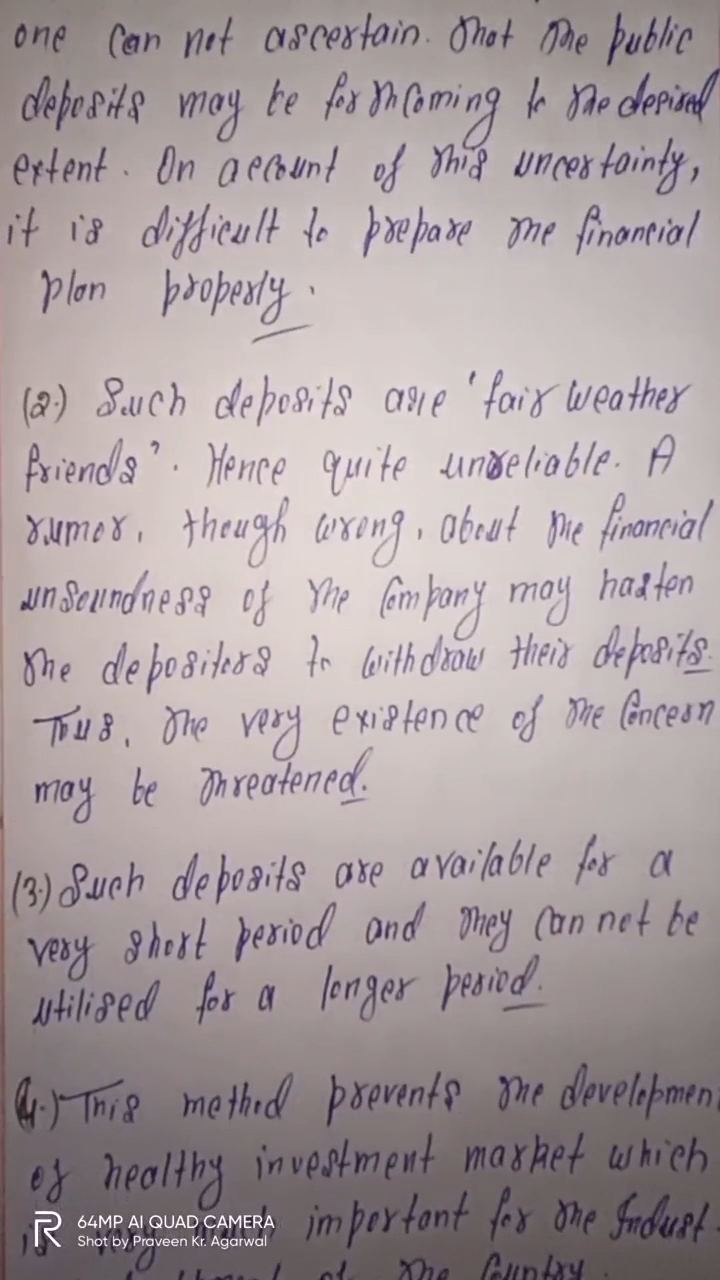 one can not ascertain. that the public
deposits may be forthcoming to the desired
extent. On account of this uncertainty,
it is difficult to prepare the financial
plan properly.
(2.) Such deposits are 'fair weather
friends'. Hence quite unreliable. A
rumor, though wrong, about the financial
unsoundness of the Company may hasten
the depositors to withdraw their deposits.
Thus, the very existence of the Concern
may be threatened.
(3.) Such deposits are available for a
very short period and they can not be
utilised for a longer period.
(4.) This method prevents the developmen
of healthy investment market which
is important for the Indust
of the Country.
64MP AI QUAD CAMERA
Shot by Praveen Kr. Agarwal